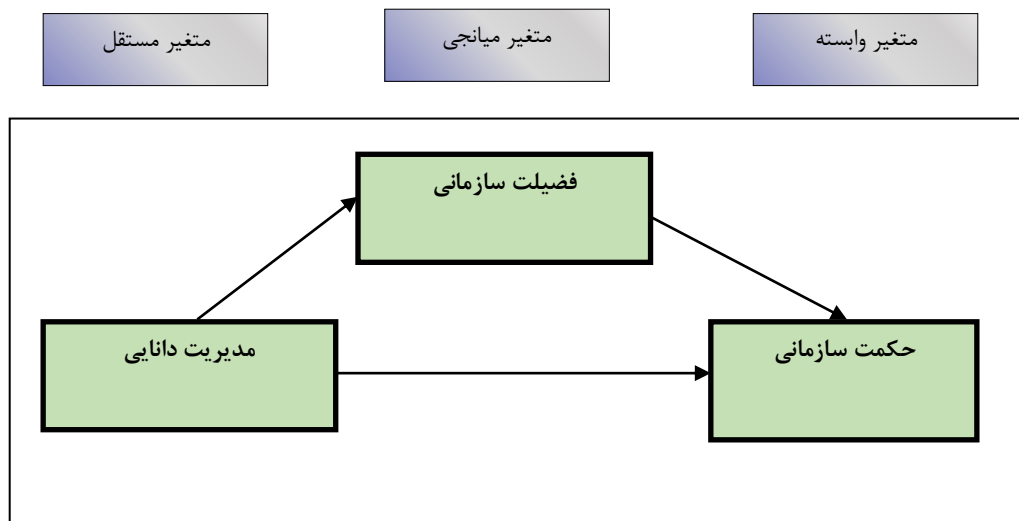 متغیر وابسته
متغیر میانجی
متغیر مستقل
فضیلت سازمانی
حکمت سازمانی
مدیریت دانایی